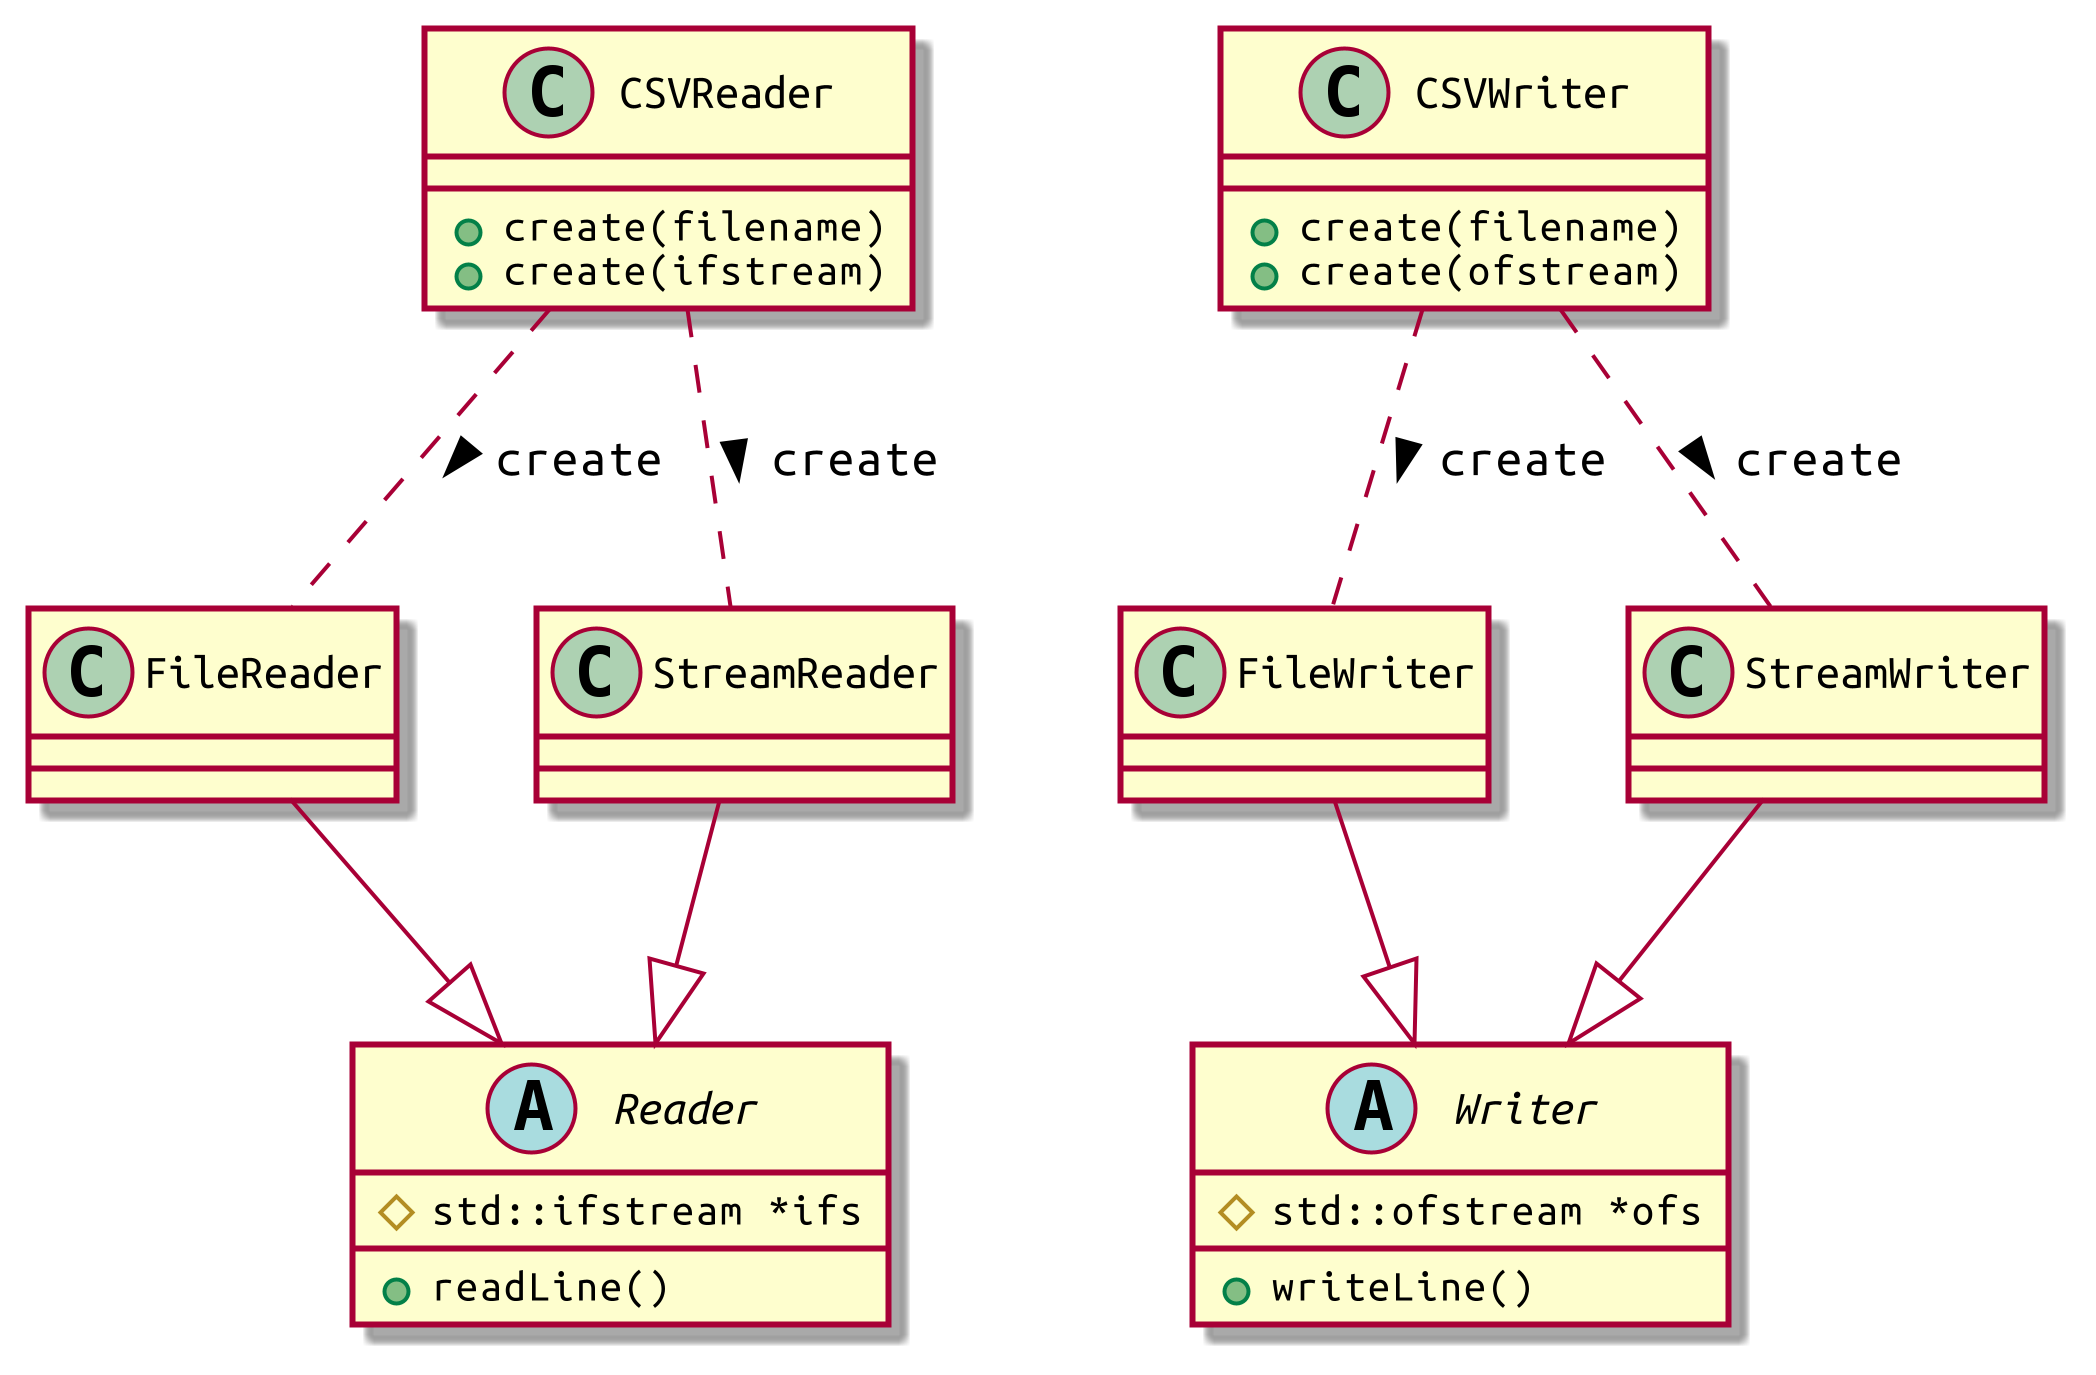 C CSVReader
create(filename)
create(ifstream)
C CSVWriter
create(filename)
create(ofstream)
create
create
create
create
C FileReader
C StreamReader
C FileWriter
C StreamWriter
A Reader
std::ifstream *ifs
readLine()
A Writer
std::ofstream *ofs
writeLine()